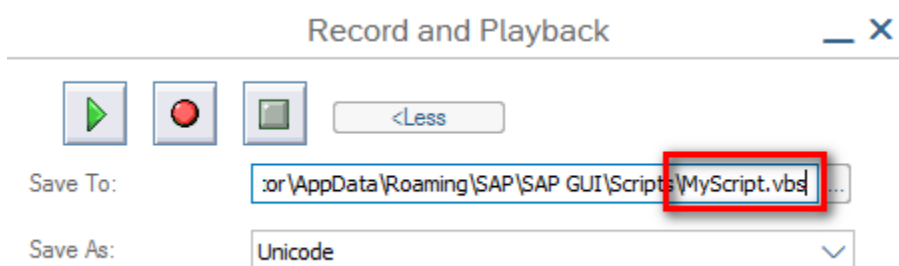 Record and Playback
<Less
Save To: :or\AppData\Roaming\SAP\SAP GUI\Scripts\MyScript.vbs ...
Save As: Unicode